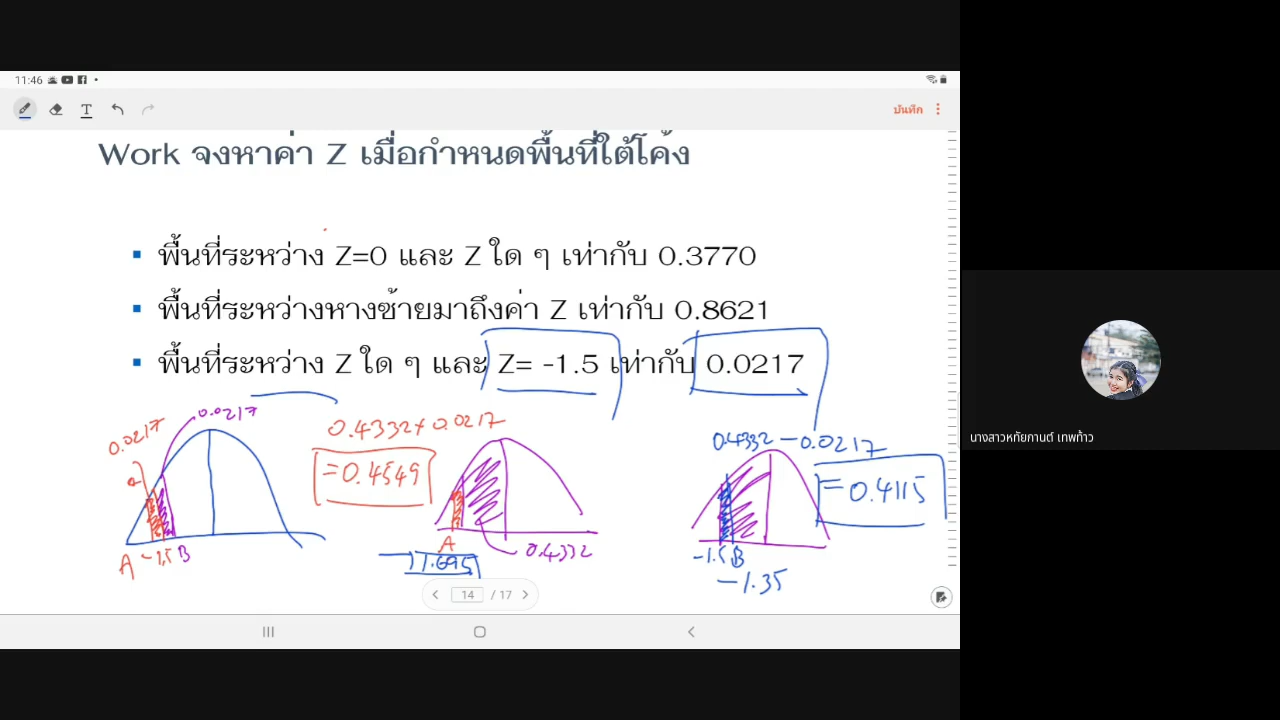 11:46
บันทึก
Work จงหาค่า Z เมื่อกำหนดพื้นที่ใต้โค้ง
▪ พื้นที่ระหว่าง Z=0 และ Z ใด ๆ เท่ากับ 0.3770
▪ พื้นที่ระหว่างหางซ้ายมาถึงค่า Z เท่ากับ 0.8621
▪ พื้นที่ระหว่าง Z ใด ๆ และ Z= -1.5 เท่ากับ 0.0217
0.0217
0.0217
0.4332+0.0217
=0.4549
0.4332-0.0217
=0.4115
A -1.5 B
A
0.4332
-1.5 B
-1.35
14 / 17
นางสาวหทัยกานต์ เทพก้าว